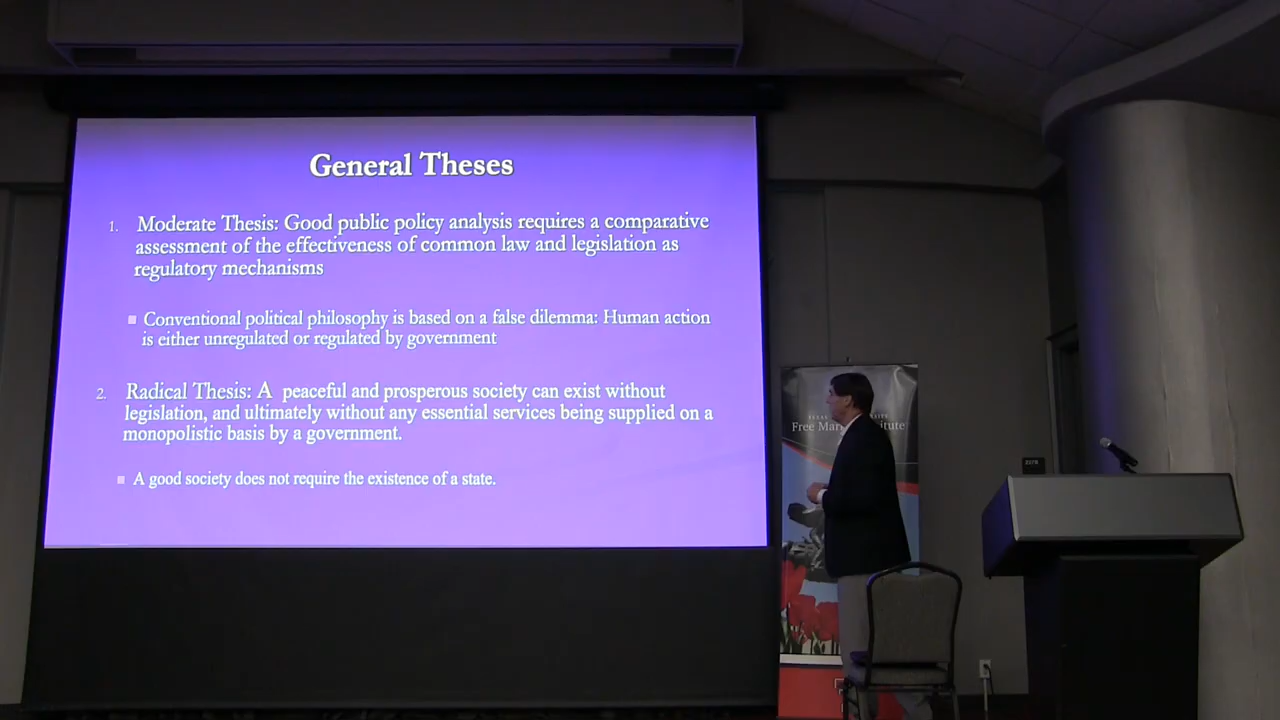 General Theses
1. Moderate Thesis: Good public policy analysis requires a comparative
assessment of the effectiveness of common law and legislation as
regulatory mechanisms
Conventional political philosophy is based on a false dilemma: Human action
is either unregulated or regulated by government
2. Radical Thesis: A peaceful and prosperous society can exist without
legislation, and ultimately without any essential services being supplied on a
monopolistic basis by a government.
A good society does not require the existence of a state.
Free